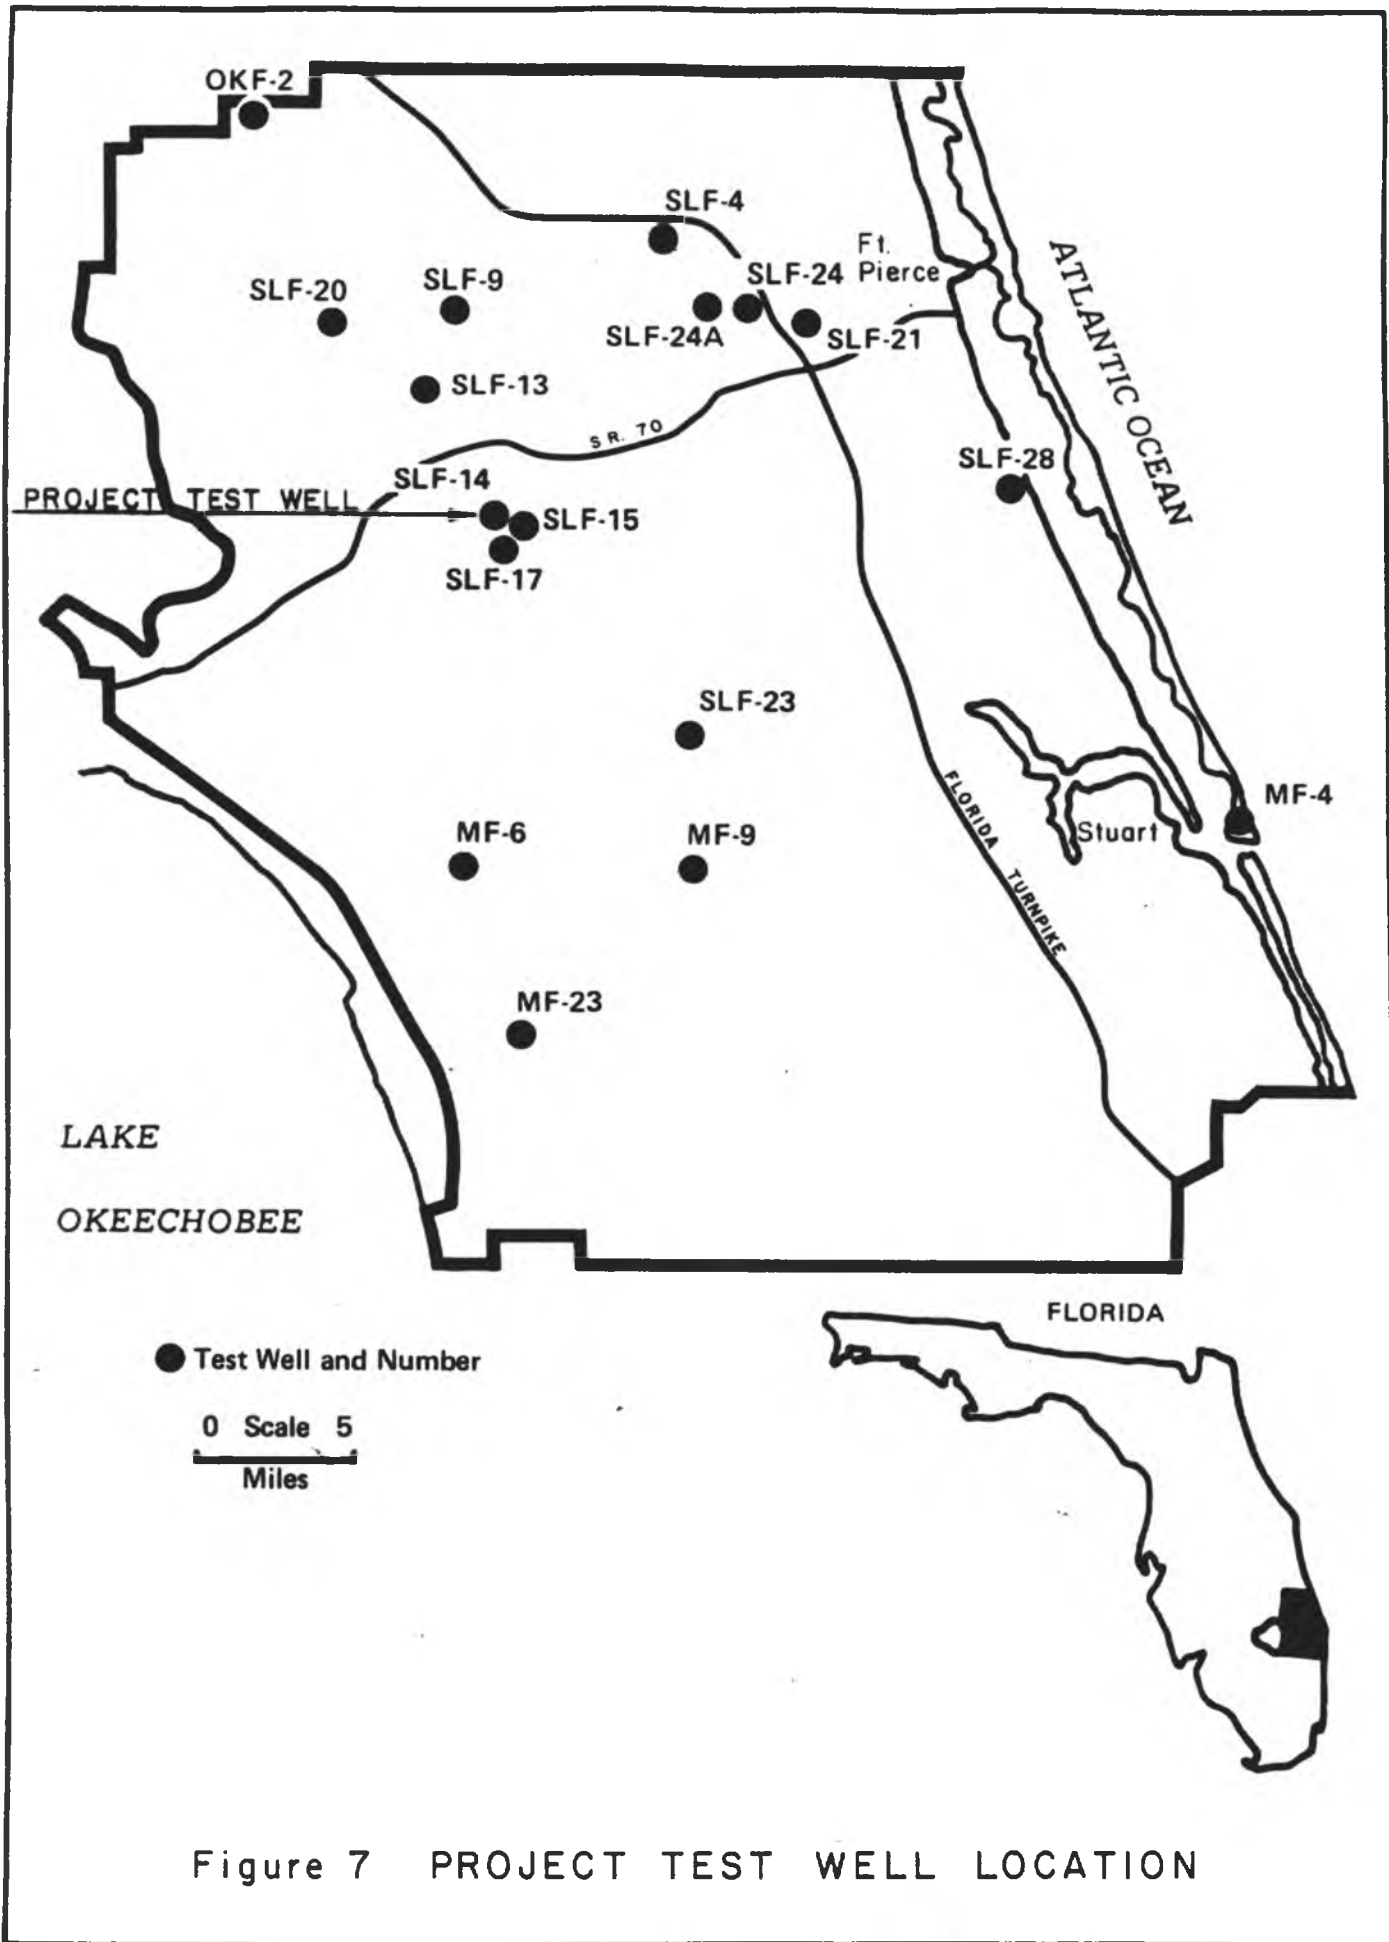 OKF-2
SLF-4
Ft.
Pierce
SLF-24
SLF-9
SLF-20
SLF-24A
SLF-21
ATLANTIC OCEAN
SLF-13
S R. 70
SLF-28
SLF-14
PROJECT TEST WELL
SLF-15
SLF-17
SLF-23
FLORIDA TURNPIKE
MF-4
MF-6
MF-9
Stuart
MF-23
LAKE
OKEECHOBEE
FLORIDA
Test Well and Number
0 Scale 5
Miles
Figure 7 PROJECT TEST WELL LOCATION